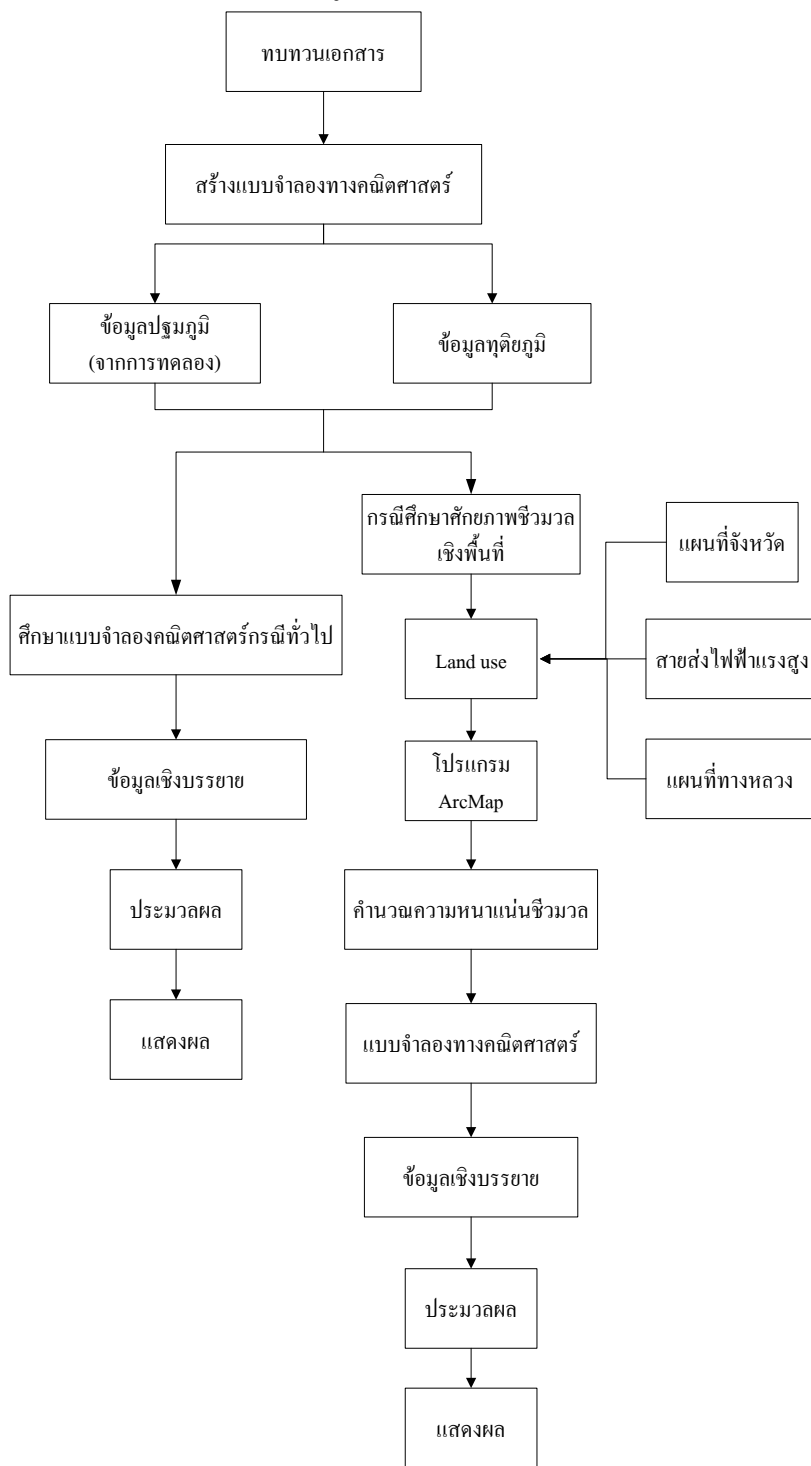 ทบทวนเอกสาร
สร้างแบบจำลองทางคณิตศาสตร์
ข้อมูลปฐมภูมิ
(จากการทดลอง)
ข้อมูลทุติยภูมิ
กรณีศึกษาศักยภาพชีวมวล
เชิงพื้นที่
แผนที่จังหวัด
ศึกษาแบบจำลองคณิตศาสตร์กรณีทั่วไป
Land use
สายส่งไฟฟ้าแรงสูง
ข้อมูลเชิงบรรยาย
โปรแกรม
ArcMap
แผนที่ทางหลวง
ประมวลผล
คำนวณความหนาแน่นชีวมวล
แสดงผล
แบบจำลองทางคณิตศาสตร์
ข้อมูลเชิงบรรยาย
ประมวลผล
แสดงผล